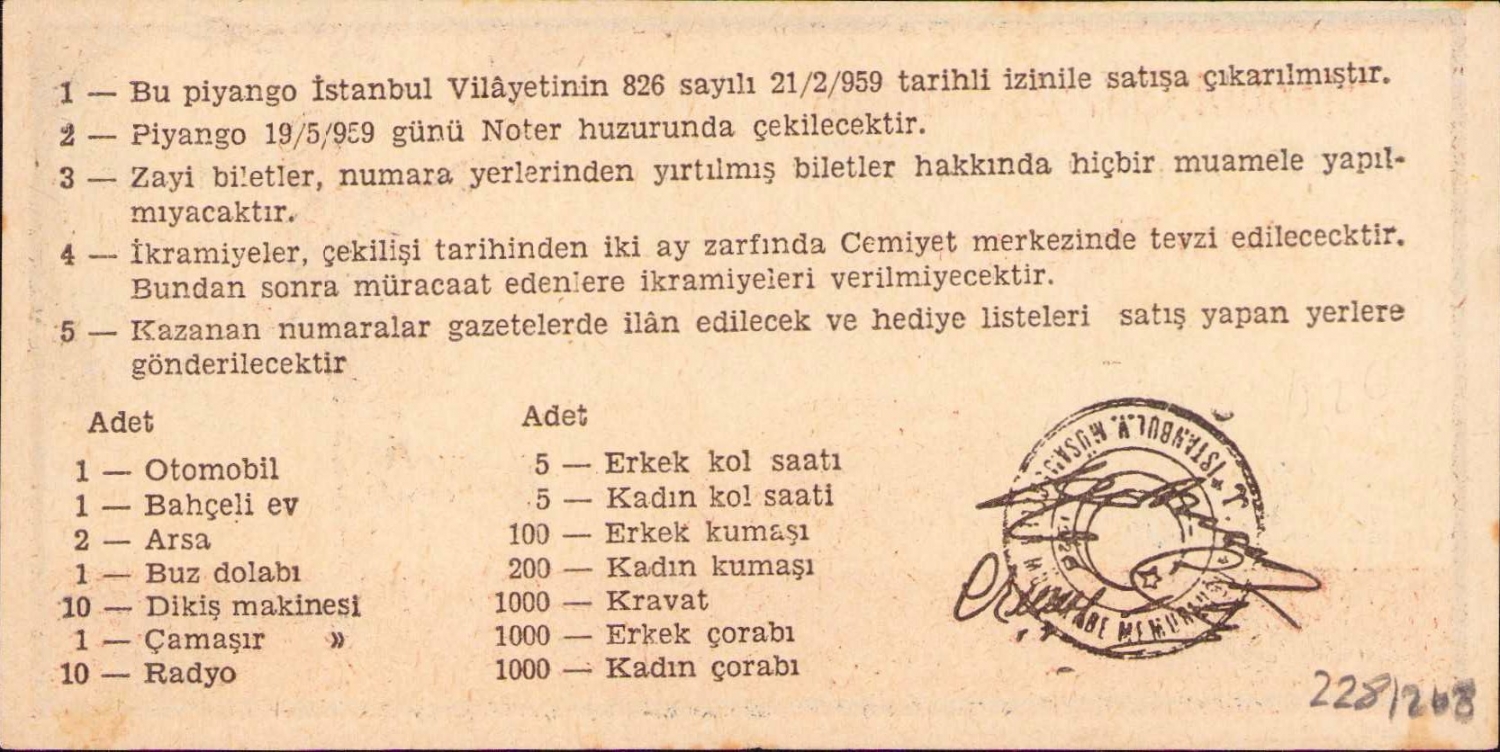 1 — Bu piyango İstanbul Vilâyetinin 826 sayılı 21/2/959 tarihli izinile satışa çıkarılmıştır.
2 — Piyango 19/5/959 günü Noter huzurunda çekilecektir.
3 — Zayi biletler, numara yerlerinden yırtılmış biletler hakkında hiçbir muamele yapıl-
mıyacaktır.
4 — İkramiyeler, çekilişi tarihinden iki ay zarfında Cemiyet merkezinde tevzi edilececktir.
Bundan sonra müracaat edenlere ikramiyeleri verilmiyecektir.
5 — Kazanan numaralar gazetelerde ilân edilecek ve hediye listeleri satış yapan yerlere
gönderilecektir
Adet
1 — Otomobil
1 — Bahçeli ev
2 — Arsa
1 — Buz dolabı
10 — Dikiş makinesi
1 — Çamaşır »
10 — Radyo
Adet
5 — Erkek kol saatı
5 — Kadın kol saati
100 — Erkek kumaşı
200 — Kadın kumaşı
1000 — Kravat
1000 — Erkek çorabı
1000 — Kadın çorabı
İSTANBUL V.
228/268